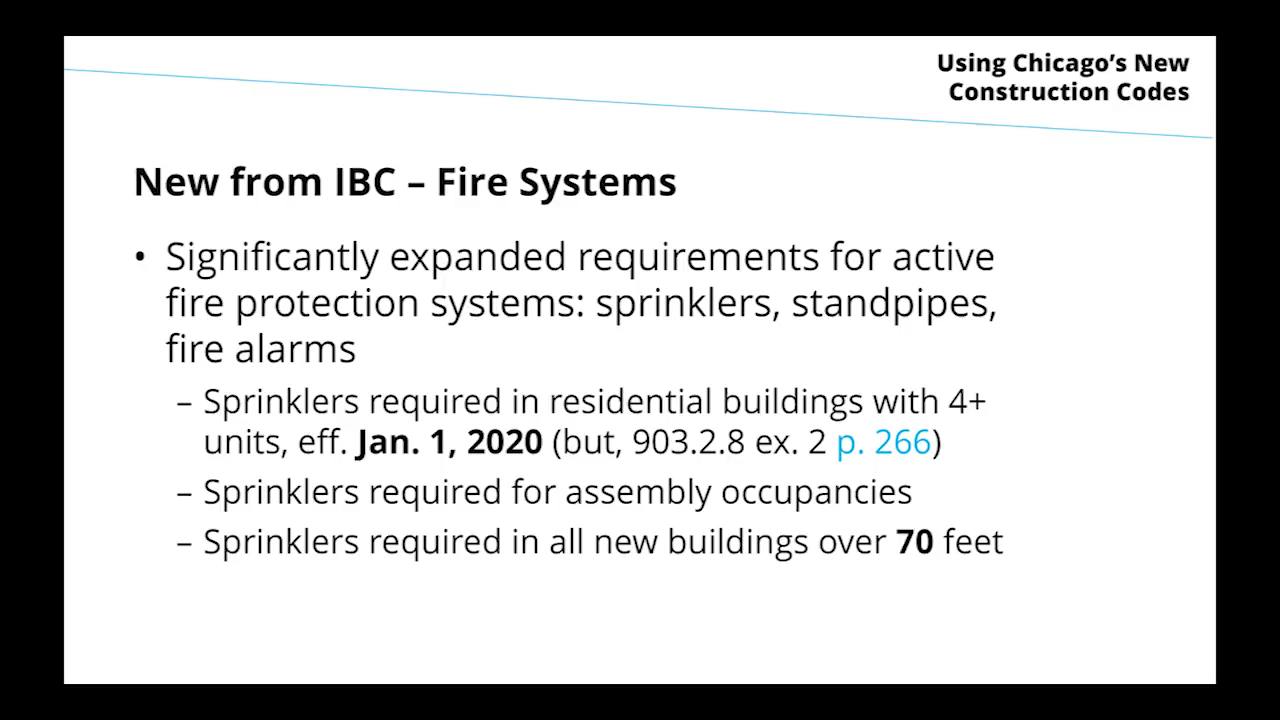 Using Chicago’s New
Construction Codes
New from IBC – Fire Systems
• Significantly expanded requirements for active
fire protection systems: sprinklers, standpipes,
fire alarms
– Sprinklers required in residential buildings with 4+
units, eff. Jan. 1, 2020 (but, 903.2.8 ex. 2 p. 266)
– Sprinklers required for assembly occupancies
– Sprinklers required in all new buildings over 70 feet